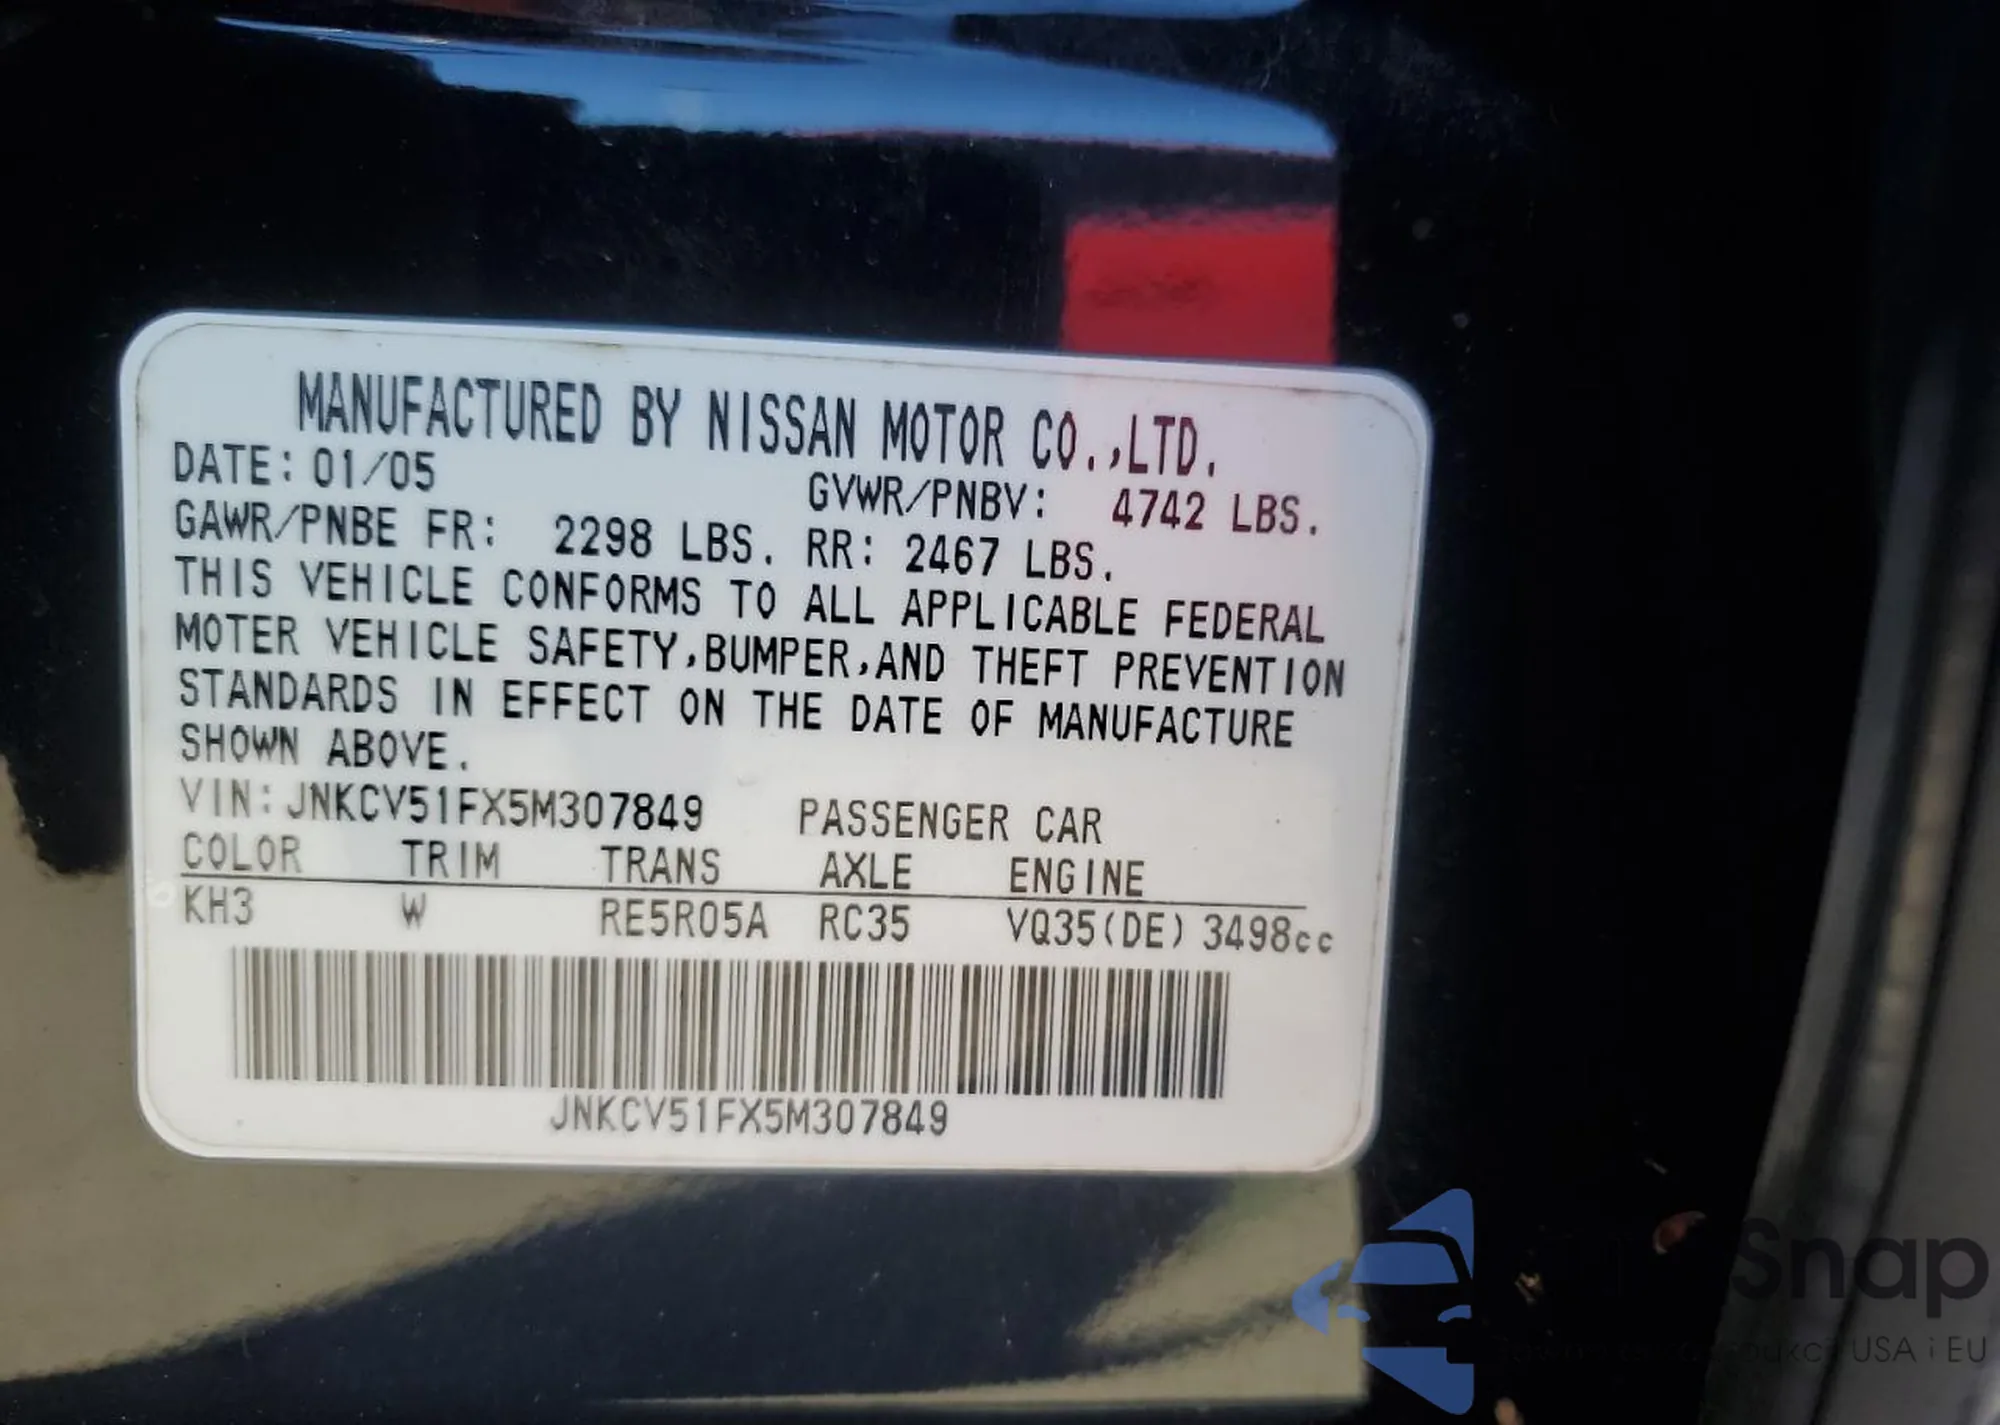 MANUFACTURED BY NISSAN MOTOR CO.,LTD.
DATE: 01/05 GVWR/PNBV: 4742 LBS.
GAWR/PNBE FR: 2298 LBS. RR: 2467 LBS.
THIS VEHICLE CONFORMS TO ALL APPLICABLE FEDERAL
MOTER VEHICLE SAFETY,BUMPER,AND THEFT PREVENTION
STANDARDS IN EFFECT ON THE DATE OF MANUFACTURE
SHOWN ABOVE.
VIN: JNKCV51FX5M307849 PASSENGER CAR
COLOR TRIM TRANS AXLE ENGINE
KH3 W RE5R05A RC35 VQ35(DE) 3498cc
JNKCV51FX5M307849
Snap
USA i EU